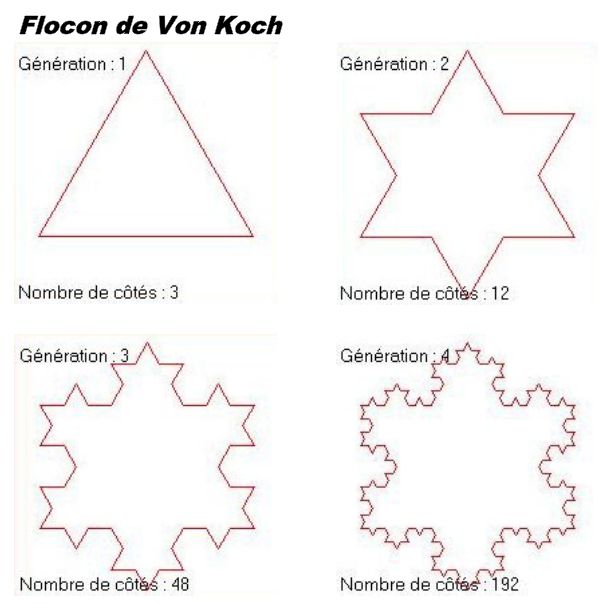 Flocon de Von Koch
Génération : 1
Génération : 2
Nombre de côtés : 3
Nombre de côtés : 12
Génération : 3
Génération : 4
Nombre de côtés : 48
Nombre de côtés : 192